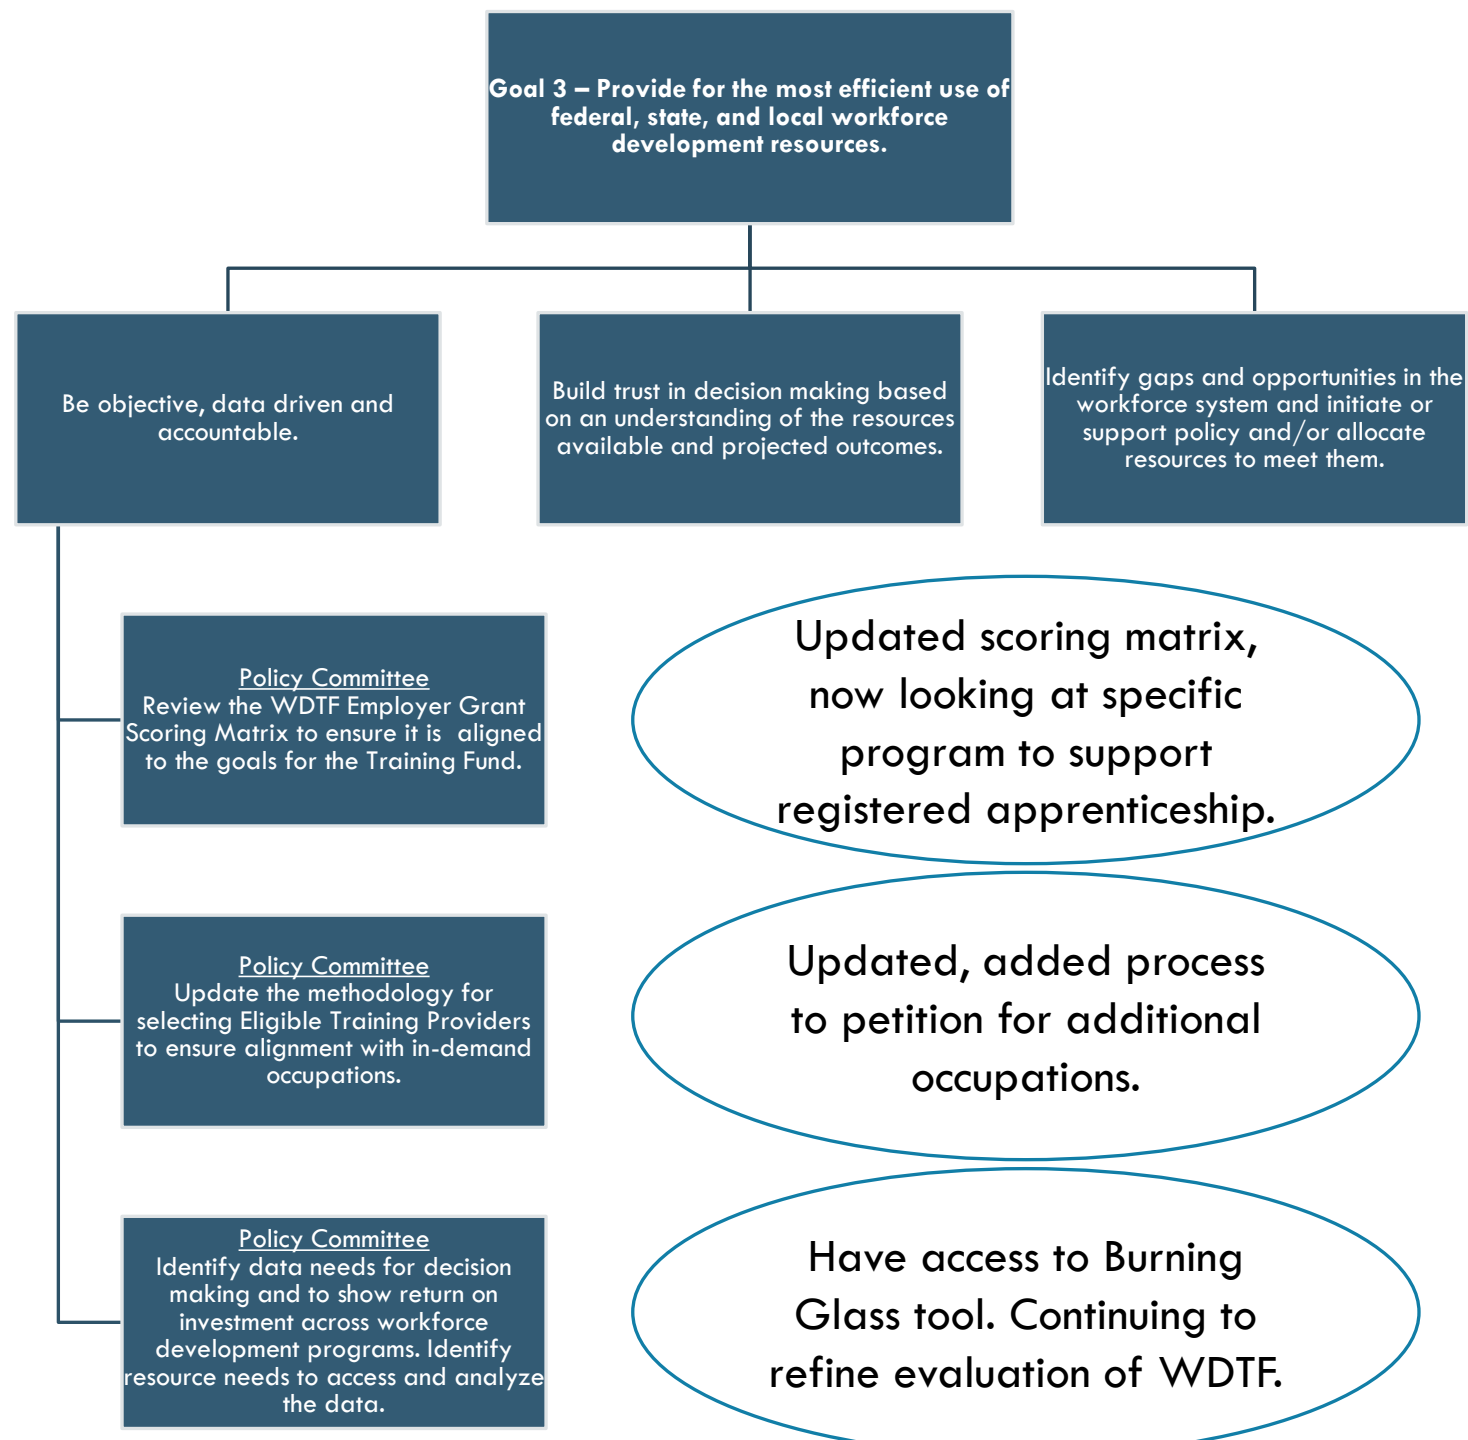 Goal 3 – Provide for the most efficient use of
federal, state, and local workforce
development resources.
Be objective, data driven and
accountable.
Build trust in decision making based
on an understanding of the resources
available and projected outcomes.
Identify gaps and opportunities in the
workforce system and initiate or
support policy and/or allocate
resources to meet them.
Policy Committee
Review the WDTF Employer Grant
Scoring Matrix to ensure it is aligned
to the goals for the Training Fund.
Updated scoring matrix,
now looking at specific
program to support
registered apprenticeship.
Policy Committee
Update the methodology for
selecting Eligible Training Providers
to ensure alignment with in-demand
occupations.
Updated, added process
to petition for additional
occupations.
Policy Committee
Identify data needs for decision
making and to show return on
investment across workforce
development programs. Identify
resource needs to access and analyze
the data.
Have access to Burning
Glass tool. Continuing to
refine evaluation of WDTF.